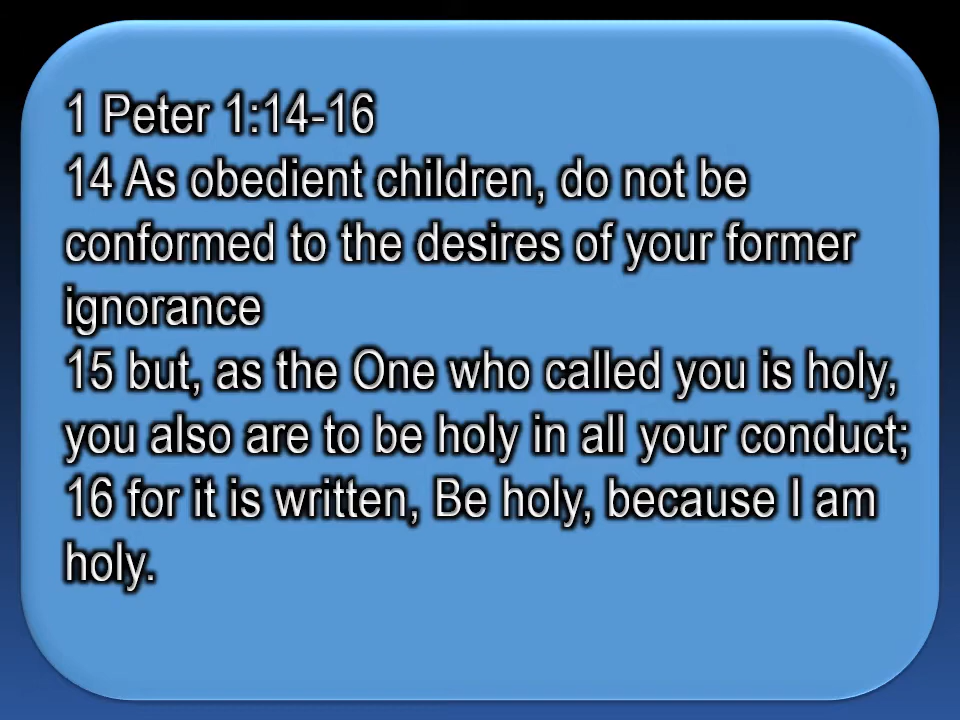 1 Peter 1:14-16
14 As obedient children, do not be
conformed to the desires of your former
ignorance
15 but, as the One who called you is holy,
you also are to be holy in all your conduct;
16 for it is written, Be holy, because I am
holy.